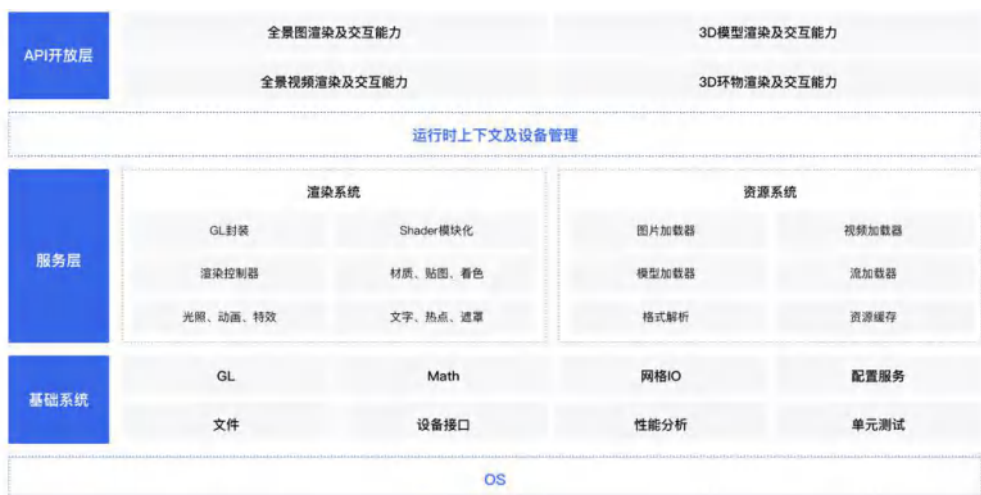 API开放层
全景图渲染及交互能力
3D模型渲染及交互能力
全景视频渲染及交互能力
3D环物渲染及交互能力
运行时上下文及设备管理
服务层
渲染系统
GL封装
Shader模块化
渲染控制器
材质、贴图、着色
光照、动画、特效
文字、热点、遮罩
资源系统
图片加载器
视频加载器
模型加载器
流加载器
格式解析
资源缓存
基础系统
GL
Math
网格IO
配置服务
文件
设备接口
性能分析
单元测试
OS